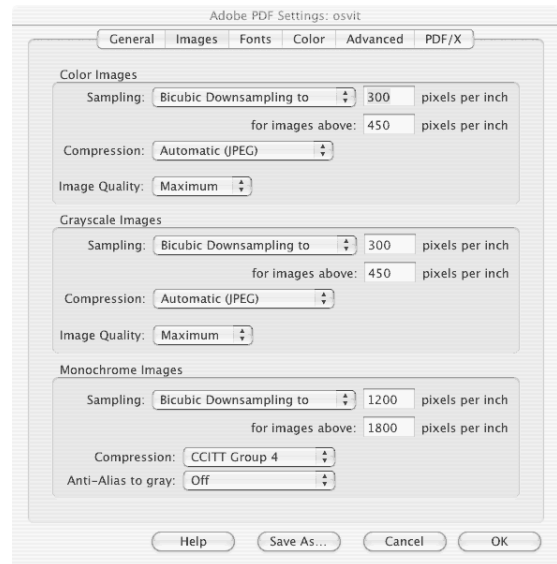 Adobe PDF Settings: osvit
General Images Fonts Color Advanced PDF/X
Color Images
Sampling: Bicubic Downsampling to 300 pixels per inch
for images above: 450 pixels per inch
Compression: Automatic (JPEG)
Image Quality: Maximum
Grayscale Images
Sampling: Bicubic Downsampling to 300 pixels per inch
for images above: 450 pixels per inch
Compression: Automatic (JPEG)
Image Quality: Maximum
Monochrome Images
Sampling: Bicubic Downsampling to 1200 pixels per inch
for images above: 1800 pixels per inch
Compression: CCITT Group 4
Anti-Alias to gray: Off
Help Save As... Cancel OK